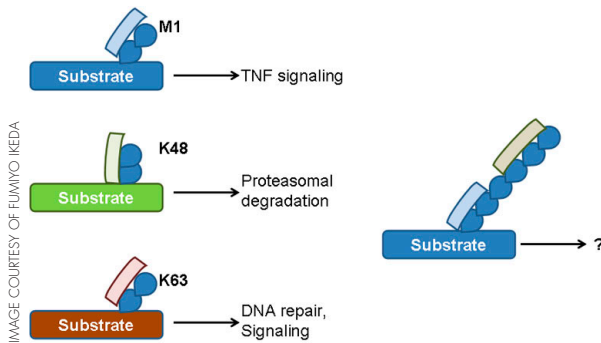 IMAGE COURTESY OF FUMIYO IKEDA
M1
Substrate
TNF signaling
K48
Substrate
Proteasomal
degradation
K63
Substrate
DNA repair,
Signaling
Substrate
?